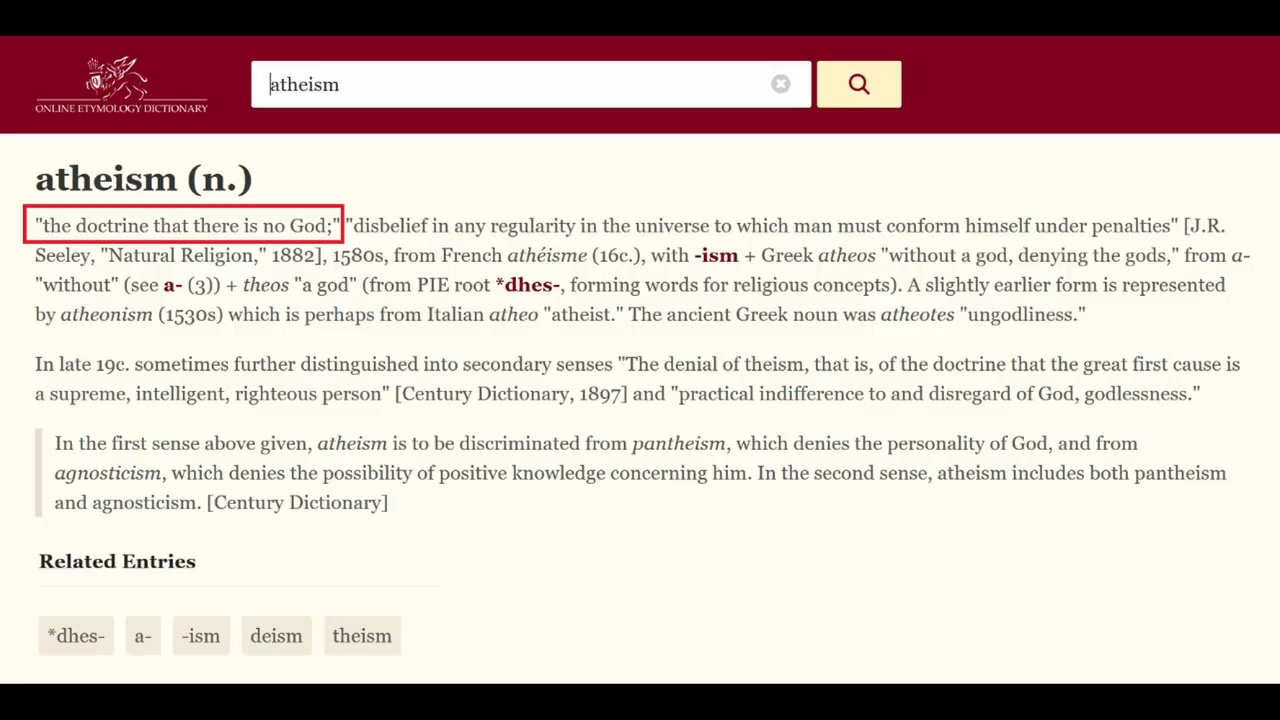 atheism
ONLINE ETYMOLOGY DICTIONARY
atheism (n.)
"the doctrine that there is no God;" "disbelief in any regularity in the universe to which man must conform himself under penalties" [J.R.
Seeley, "Natural Religion," 1882], 1580s, from French athéisme (16c.), with -ism + Greek atheos "without a god, denying the gods," from a-
"without" (see a- (3)) + theos "a god" (from PIE root *dhes-, forming words for religious concepts). A slightly earlier form is represented
by atheonism (1530s) which is perhaps from Italian atheo "atheist." The ancient Greek noun was atheotes "ungodliness."
In late 19c. sometimes further distinguished into secondary senses "The denial of theism, that is, of the doctrine that the great first cause is
a supreme, intelligent, righteous person" [Century Dictionary, 1897] and "practical indifference to and disregard of God, godlessness."
In the first sense above given, atheism is to be discriminated from pantheism, which denies the personality of God, and from
agnosticism, which denies the possibility of positive knowledge concerning him. In the second sense, atheism includes both pantheism
and agnosticism. [Century Dictionary]
Related Entries
*dhes- a- -ism deism theism